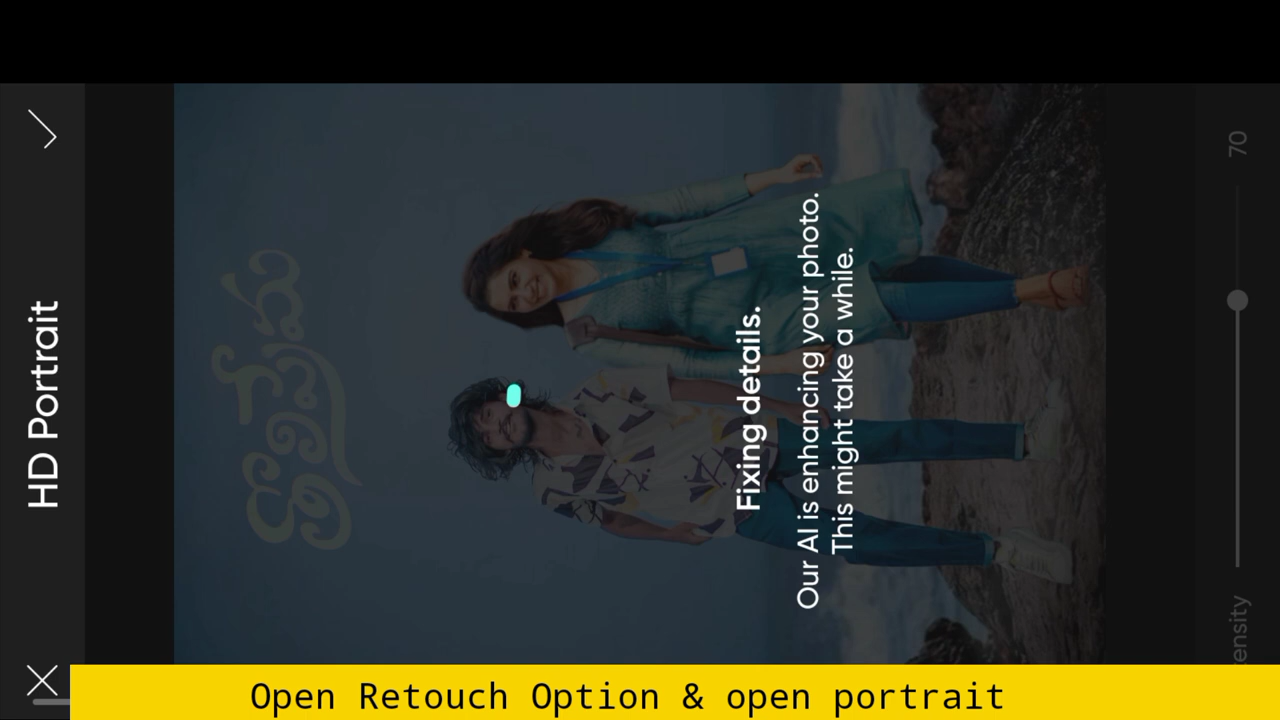 HD Portrait
కోవెళ్లు
Fixing details.
Our AI is enhancing your photo.
This might take a while.
ensity
70
Open Retouch Option & open portrait